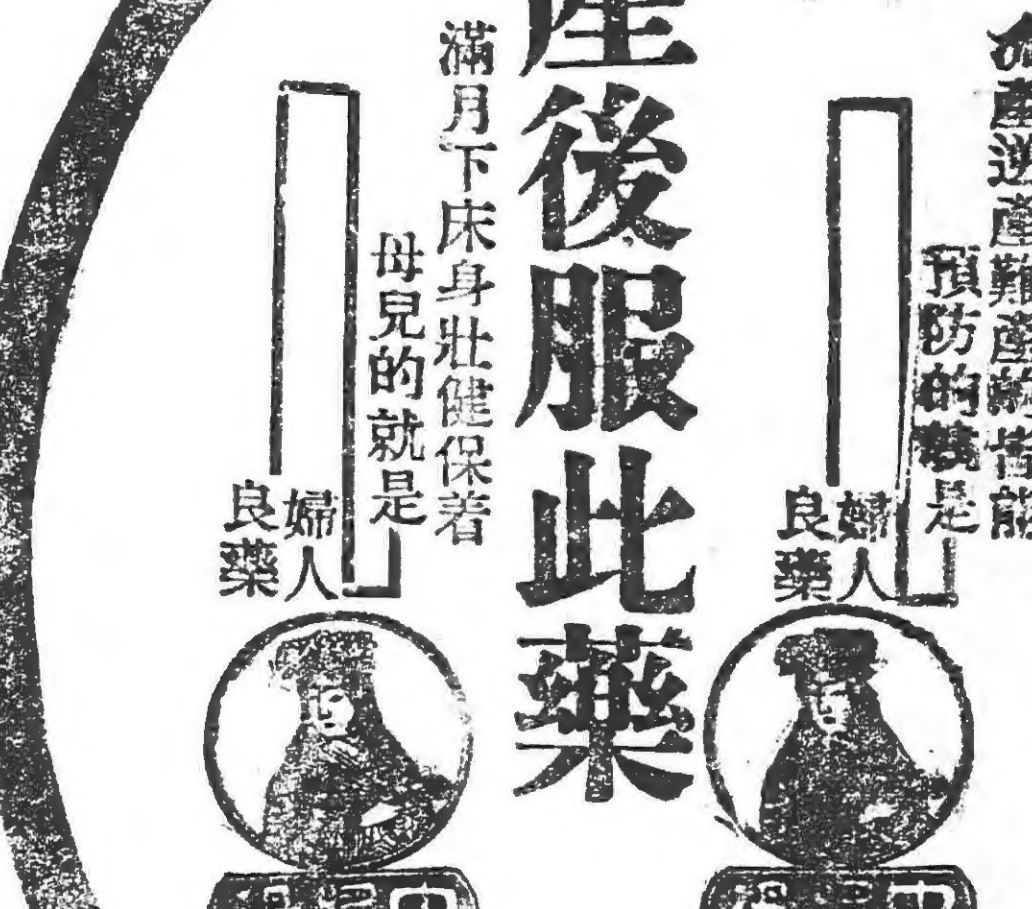 產逆產難產統皆能
預防的就是
婦人
良藥
產後服此藥
滿月下床身壯健保着
母兒的就是
婦人
良藥